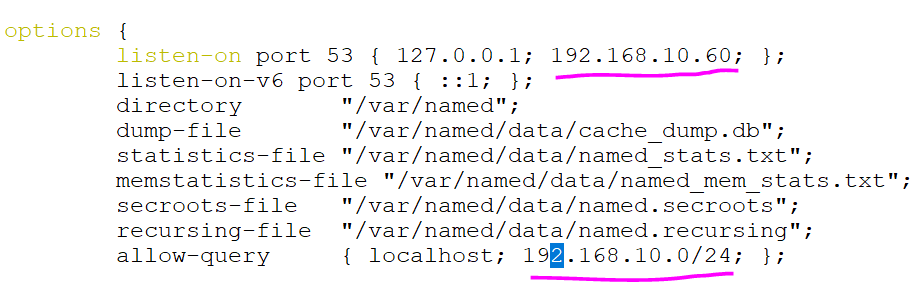 options {
listen-on port 53 { 127.0.0.1; 192.168.10.60; };
listen-on-v6 port 53 { ::1; };
directory "/var/named";
dump-file "/var/named/data/cache_dump.db";
statistics-file "/var/named/data/named_stats.txt";
memstatistics-file "/var/named/data/named_mem_stats.txt";
secroots-file "/var/named/data/named.secroots";
recursing-file "/var/named/data/named.recursing";
allow-query { localhost; 192.168.10.0/24; };